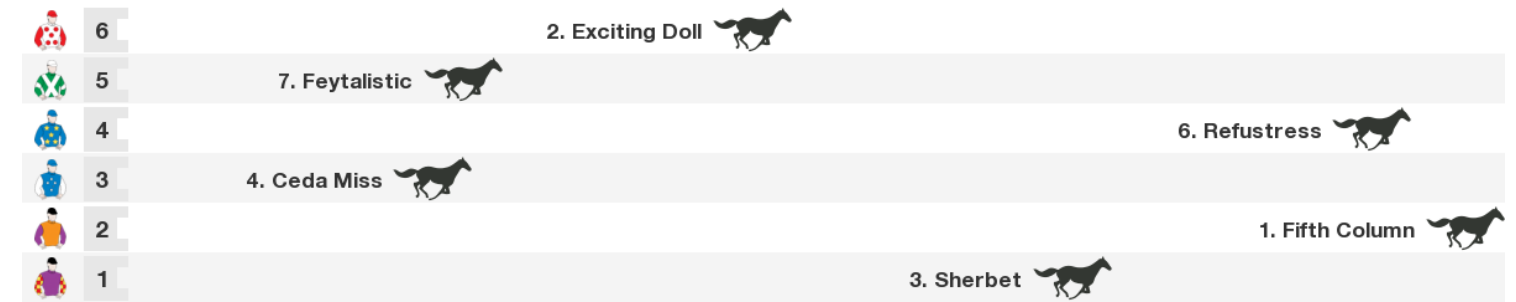 6 2. Exciting Doll
5 7. Feytalistic
4 6. Refustress
3 4. Ceda Miss
2 1. Fifth Column
1 3. Sherbet